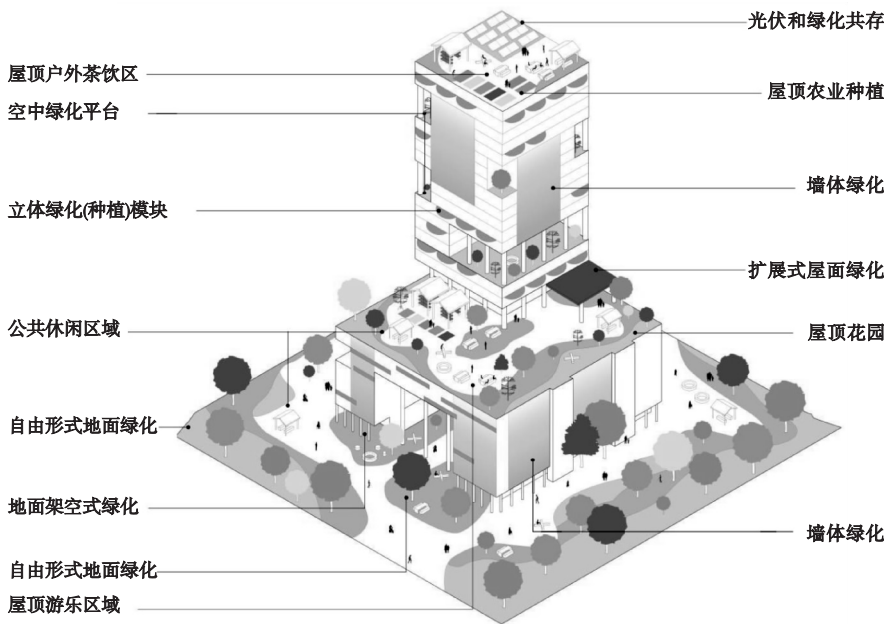 光伏和绿化共存
屋顶户外茶饮区
屋顶农业种植
空中绿化平台
墙体绿化
立体绿化(种植)模块
扩展式屋面绿化
公共休闲区域
屋顶花园
自由形式地面绿化
地面架空式绿化
墙体绿化
自由形式地面绿化
屋顶游乐区域